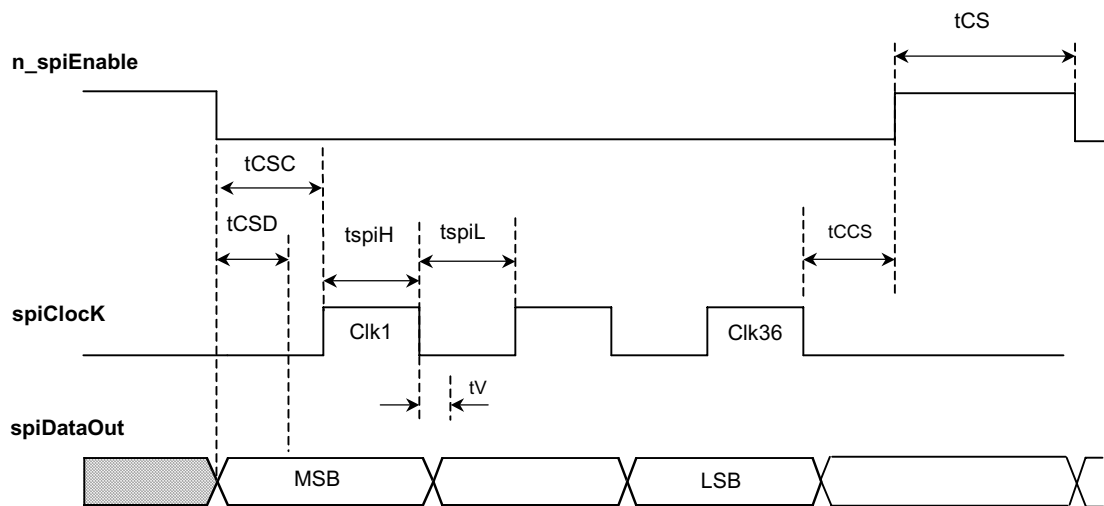 tCS
n_spiEnable
tCSC
tCSD
tspiH
tspiL
tCCS
spiClocK
Clk1
Clk36
tV
spiDataOut
MSB
LSB